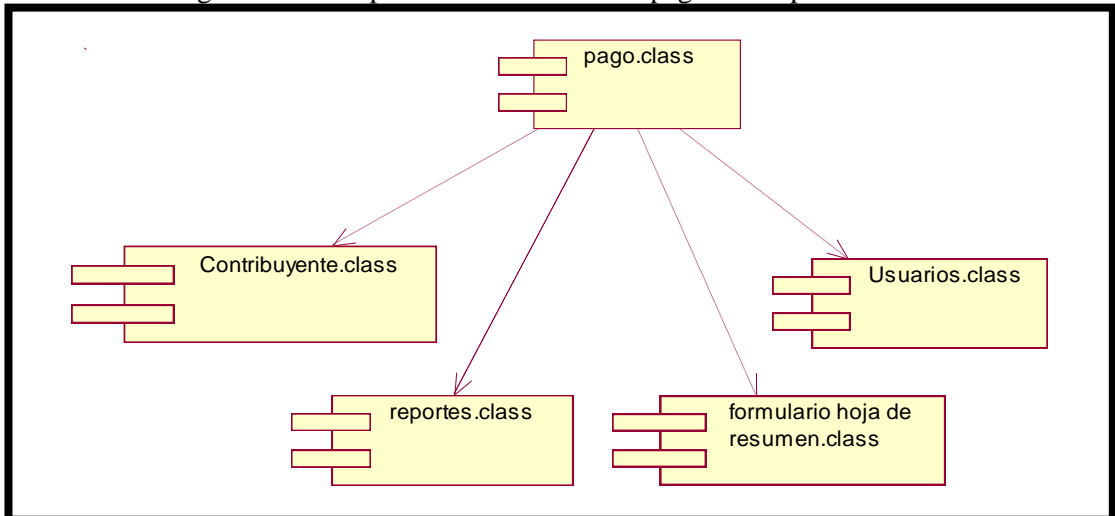 pago.class
Contribuyente.class
Usuarios.class
reportes.class
formulario hoja de
resumen.class